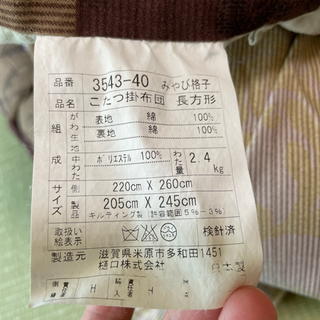 品番 3543-40 みやび格子
品名 こたつ掛布団 長方形
組成 がわ生地 表地 綿 100%
裏地 綿 100%
中わた ポリエステル 100% わた量 2.4kg
サイズ 側 220cm X 260cm
製品 205cm X 245cm
キルティング製 (許容範囲5%-3%)
取扱い絵表示 検針済
製造元 滋賀県米原市多和田1451
樋口株式会社 日本製